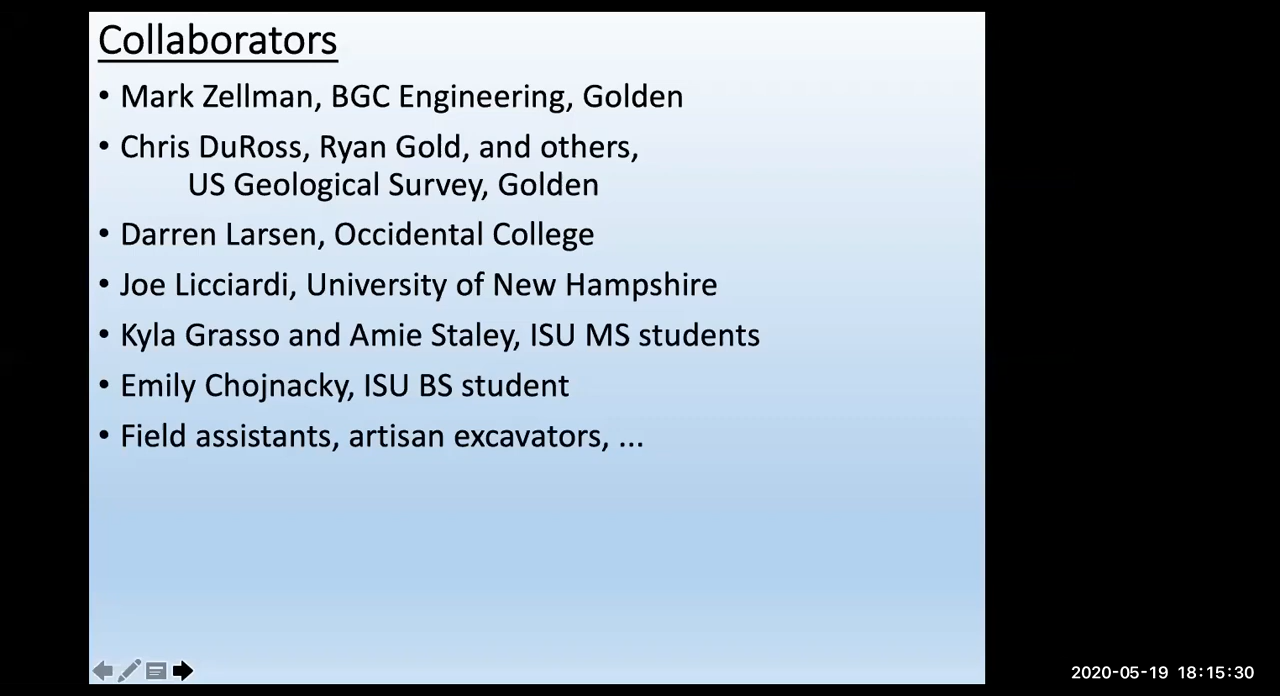 Collaborators
• Mark Zellman, BGC Engineering, Golden
• Chris DuRoss, Ryan Gold, and others,
US Geological Survey, Golden
• Darren Larsen, Occidental College
• Joe Licciardi, University of New Hampshire
• Kyla Grasso and Amie Staley, ISU MS students
• Emily Chojnacky, ISU BS student
• Field assistants, artisan excavators, ...
2020-05-19 18:15:30